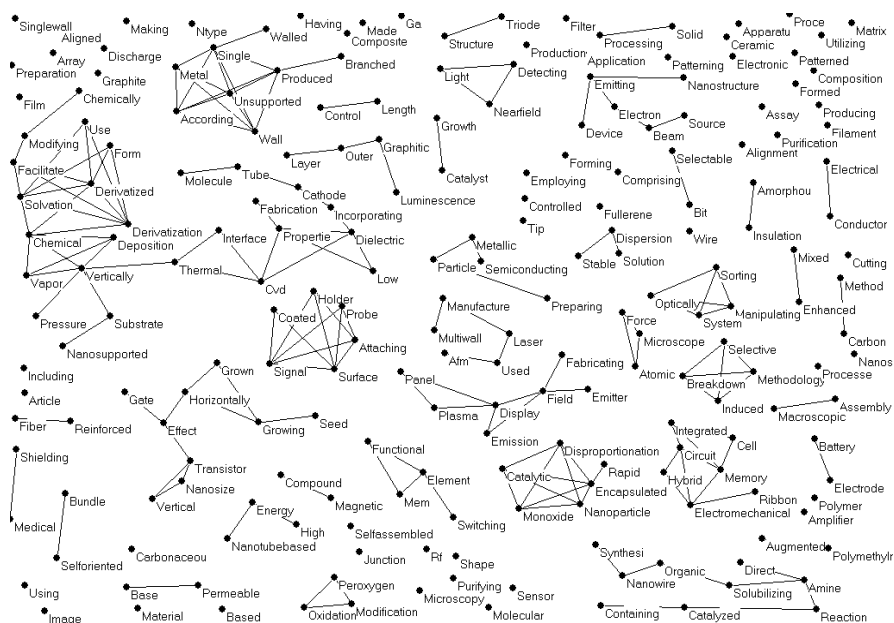 Singlewall
Making
Ntype
Having
Made
Ga
Triode
Filter
Proce
Matrix
Aligned
Walled
Composite
Structure
Processing
Solid
Apparatu
Ceramic
Utilizing
Array
Discharge
Single
Production
Patterning
Electronic
Patterned
Preparation
Graphite
Metal
Produced
Branched
Light
Detecting
Application
Emitting
Nanostructure
Composition
Formed
Film
Chemically
Unsupported
Control
Length
Nearfield
Electron
Source
Assay
Producing
Filament
According
Wall
Growth
Device
Beam
Purification
Modifying
Use
Form
Layer
Outer
Graphitic
Selectable
Alignment
Facilitate
Derivatized
Molecule
Tube
Catalyst
Forming
Employing
Comprising
Electrical
Solvation
Cathode
Luminescence
Amorphou
Derivatization
Fabrication
Incorporating
Controlled
Fullerene
Bit
Conductor
Chemical
Deposition
Interface
Propertie
Dielectric
Tip
Dispersion
Wire
Insulation
Metallic
Vapor
Vertically
Thermal
Cvd
Low
Particle
Semiconducting
Stable
Solution
Sorting
Mixed
Cutting
Method
Holder
Optically
Manipulating
Enhanced
Pressure
Substrate
Coated
Probe
Manufacture
Preparing
Force
System
Nanosupported
Attaching
Multiwall
Laser
Microscope
Selective
Carbon
Signal
Surface
Afm
Used
Fabricating
Atomic
Breakdown
Methodology
Nanos
Including
Grown
Panel
Processe
Article
Gate
Horizontally
Plasma
Display
Field
Emitter
Induced
Macroscopic
Assembly
Fiber
Reinforced
Effect
Growing
Seed
Emission
Integrated
Shielding
Functional
Disproportionation
Circuit
Cell
Battery
Transistor
Element
Catalytic
Rapid
Hybrid
Memory
Bundle
Nanosize
Compound
Encapsulated
Electrode
Vertical
Magnetic
Mem
Ribbon
Polymer
Medical
Energy
Switching
Monoxide
Nanoparticle
Electromechanical
Amplifier
High
Selfassembled
Nanotubebased
Augmented
Selforiented
Carbonaceou
Junction
Rf
Shape
Synthesi
Organic
Direct
Polymethylr
Using
Base
Permeable
Peroxygen
Purifying
Sensor
Nanowire
Solubilizing
Amine
Microscopy
Image
Material
Based
Oxidation
Modification
Molecular
Containing
Catalyzed
Reaction